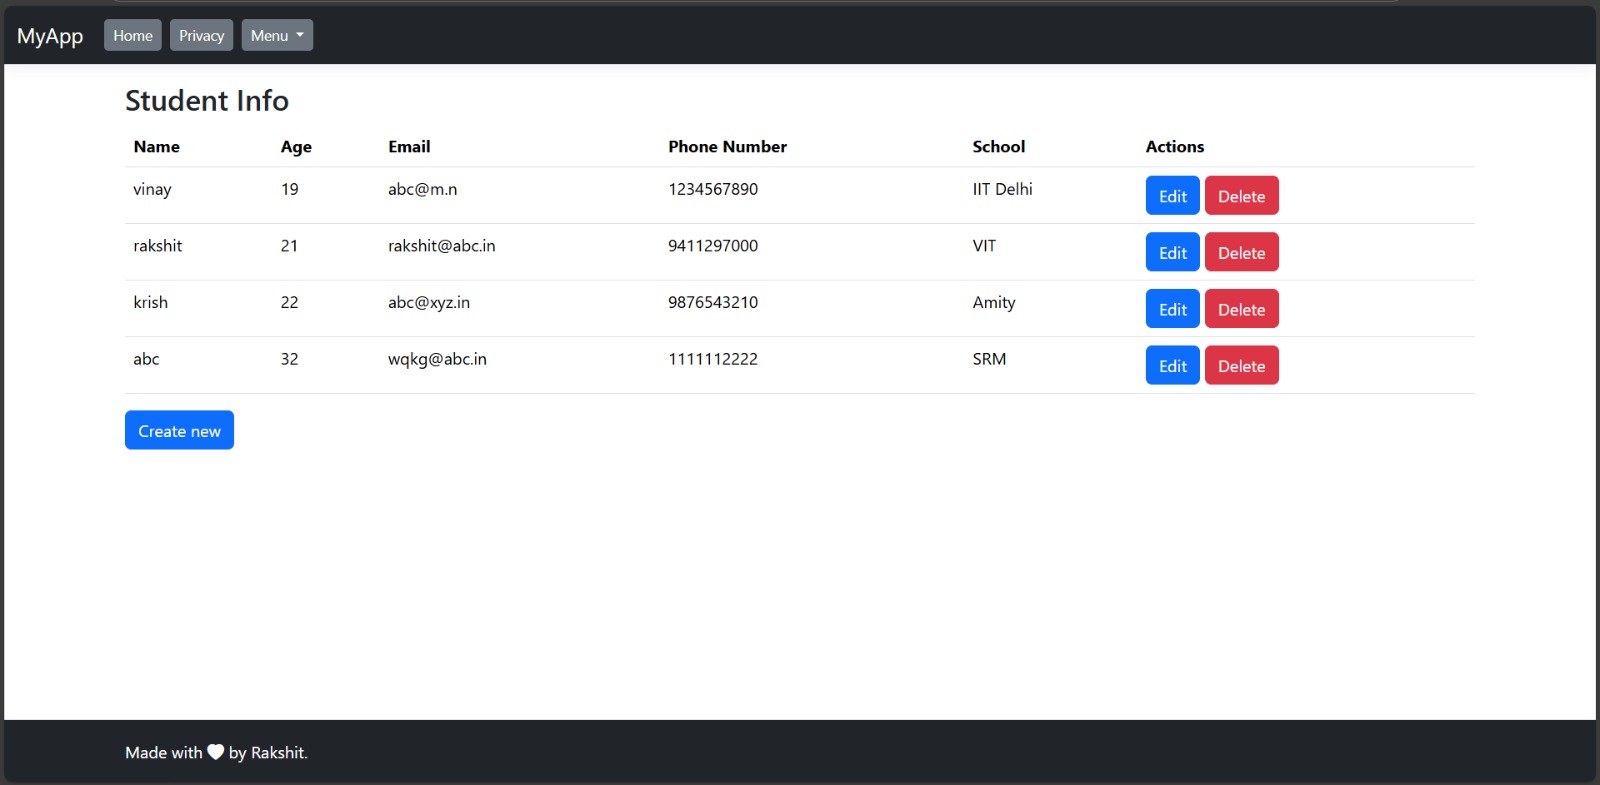 MyApp Home Privacy Menu
Student Info
Name Age Email Phone Number School Actions
vinay 19 abc@m.n 1234567890 IIT Delhi Edit Delete
rakshit 21 rakshit@abc.in 9411297000 VIT Edit Delete
krish 22 abc@xyz.in 9876543210 Amity Edit Delete
abc 32 wqkg@abc.in 1111112222 SRM Edit Delete
Create new
Made with 🤍 by Rakshit.